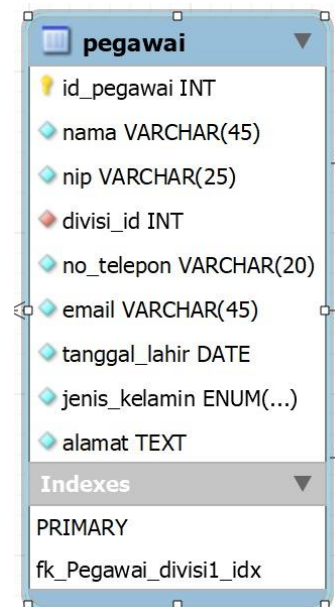 pegawai
id_pegawai INT
nama VARCHAR(45)
nip VARCHAR(25)
divisi_id INT
no_telepon VARCHAR(20)
email VARCHAR(45)
tanggal_lahir DATE
jenis_kelamin ENUM(...)
alamat TEXT
Indexes
PRIMARY
fk_Pegawai_divisi1_idx